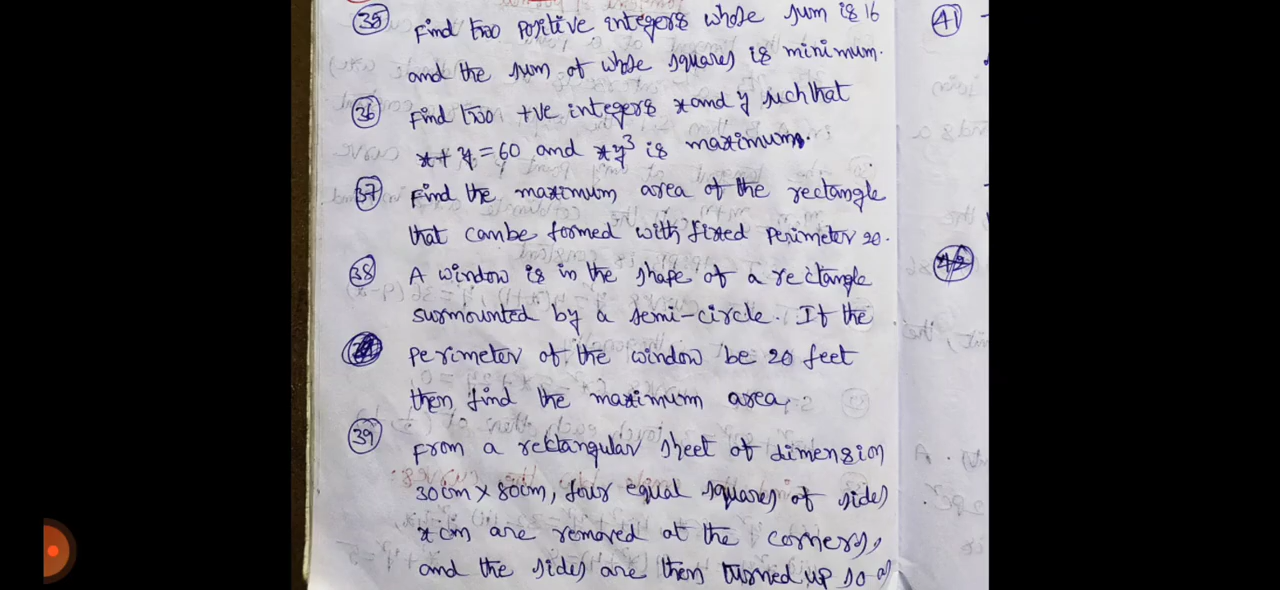 35 Find two positive integers whose sum is 16
and the sum of whose squares is minimum.
36 Find two +ve integers x and y such that
x + y = 60 and xy³ is maximum.
37 Find the maximum area of the rectangle
that can be formed with fixed perimeter 20.
38 A window is in the shape of a rectangle
surmounted by a semi-circle. If the
perimeter of the window be 20 feet
then find the maximum area.
39 From a rectangular sheet of dimension
30cm × 80cm, four equal squares of sides
x cm are removed at the corners,
and the sides are then turned up so as
41
42